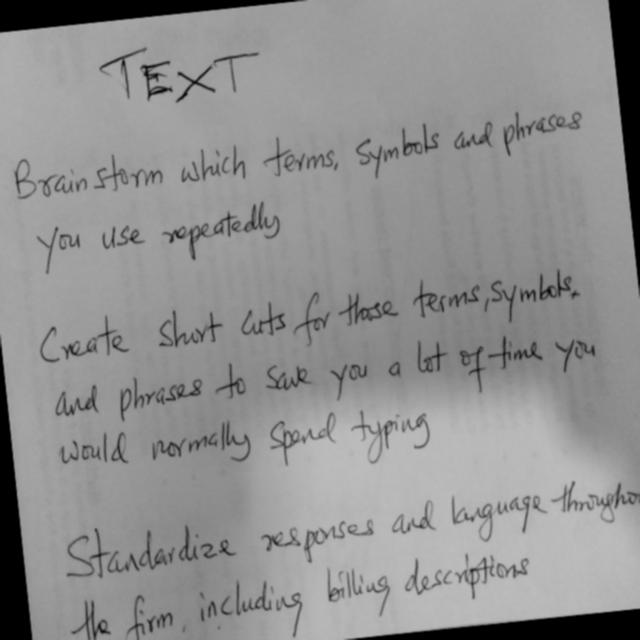 TEXT
Brainstorm which terms, symbols and phrases
you use repeatedly
Create short cuts for those terms, symbols.
and phrases to save you a lot of time you
would normally spend typing
Standardize responses and language througho
the firm, including billing descriptions